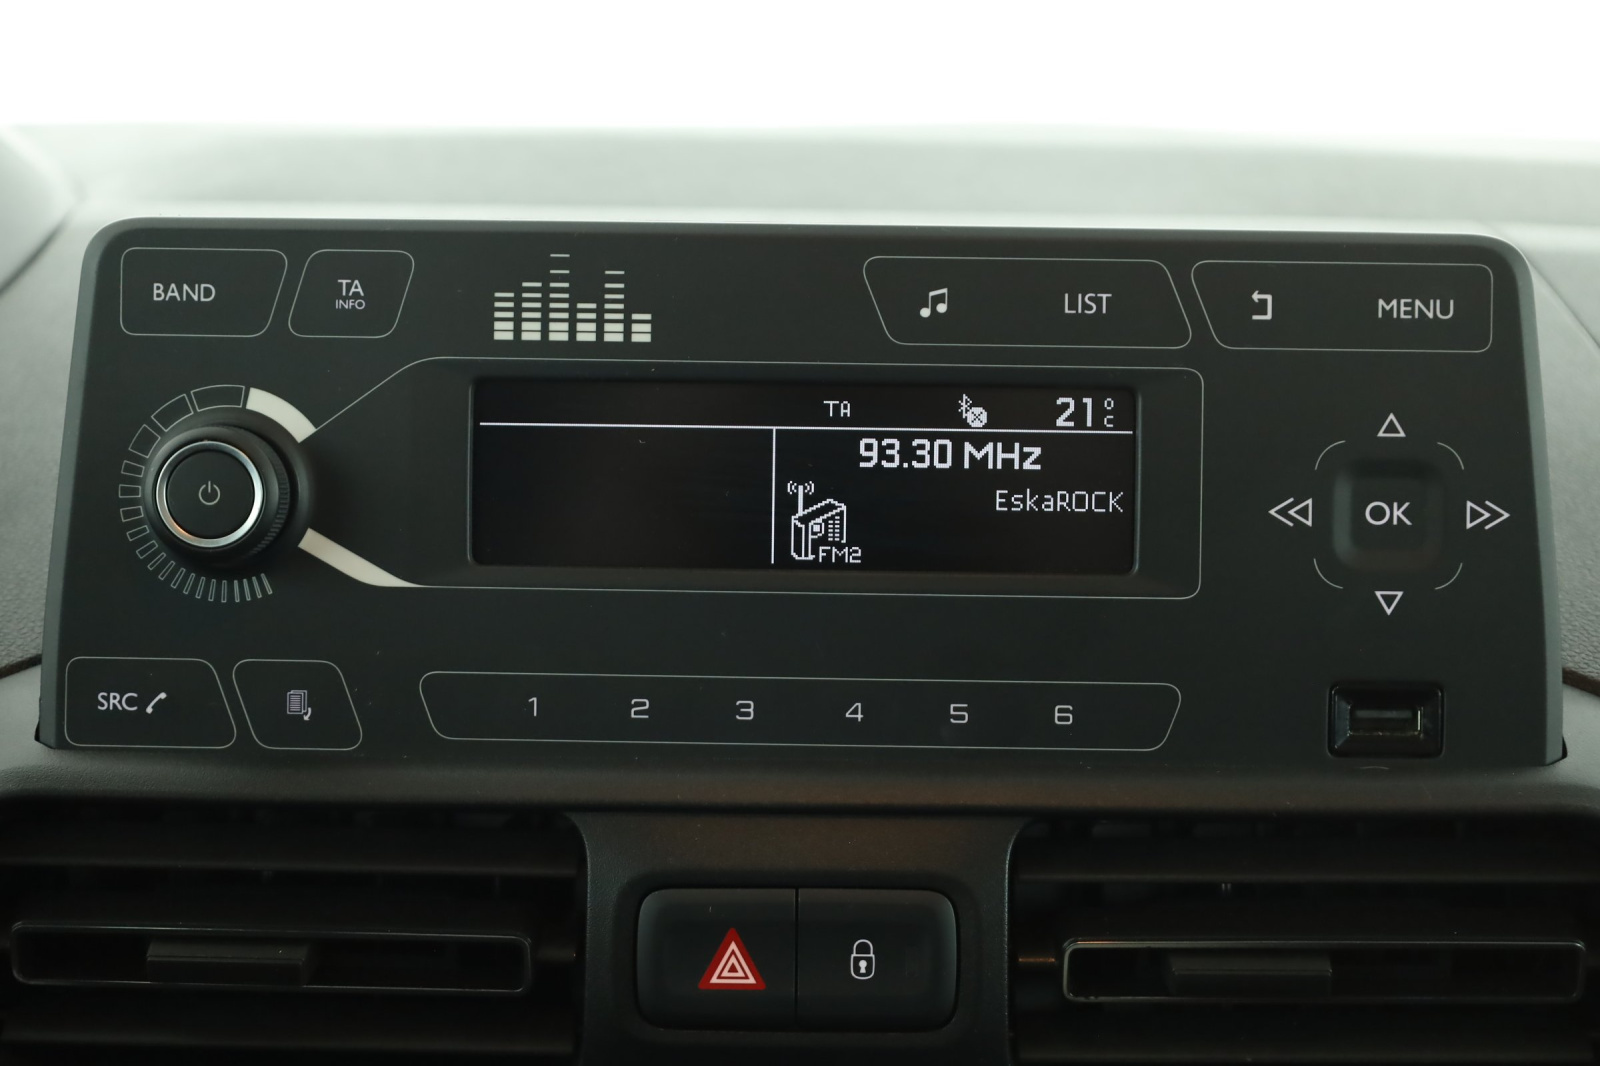 BAND
TA
INFO
LIST
MENU
TA
21°C
93.30 MHz
EskaROCK
FM2
OK
SRC
1 2 3 4 5 6